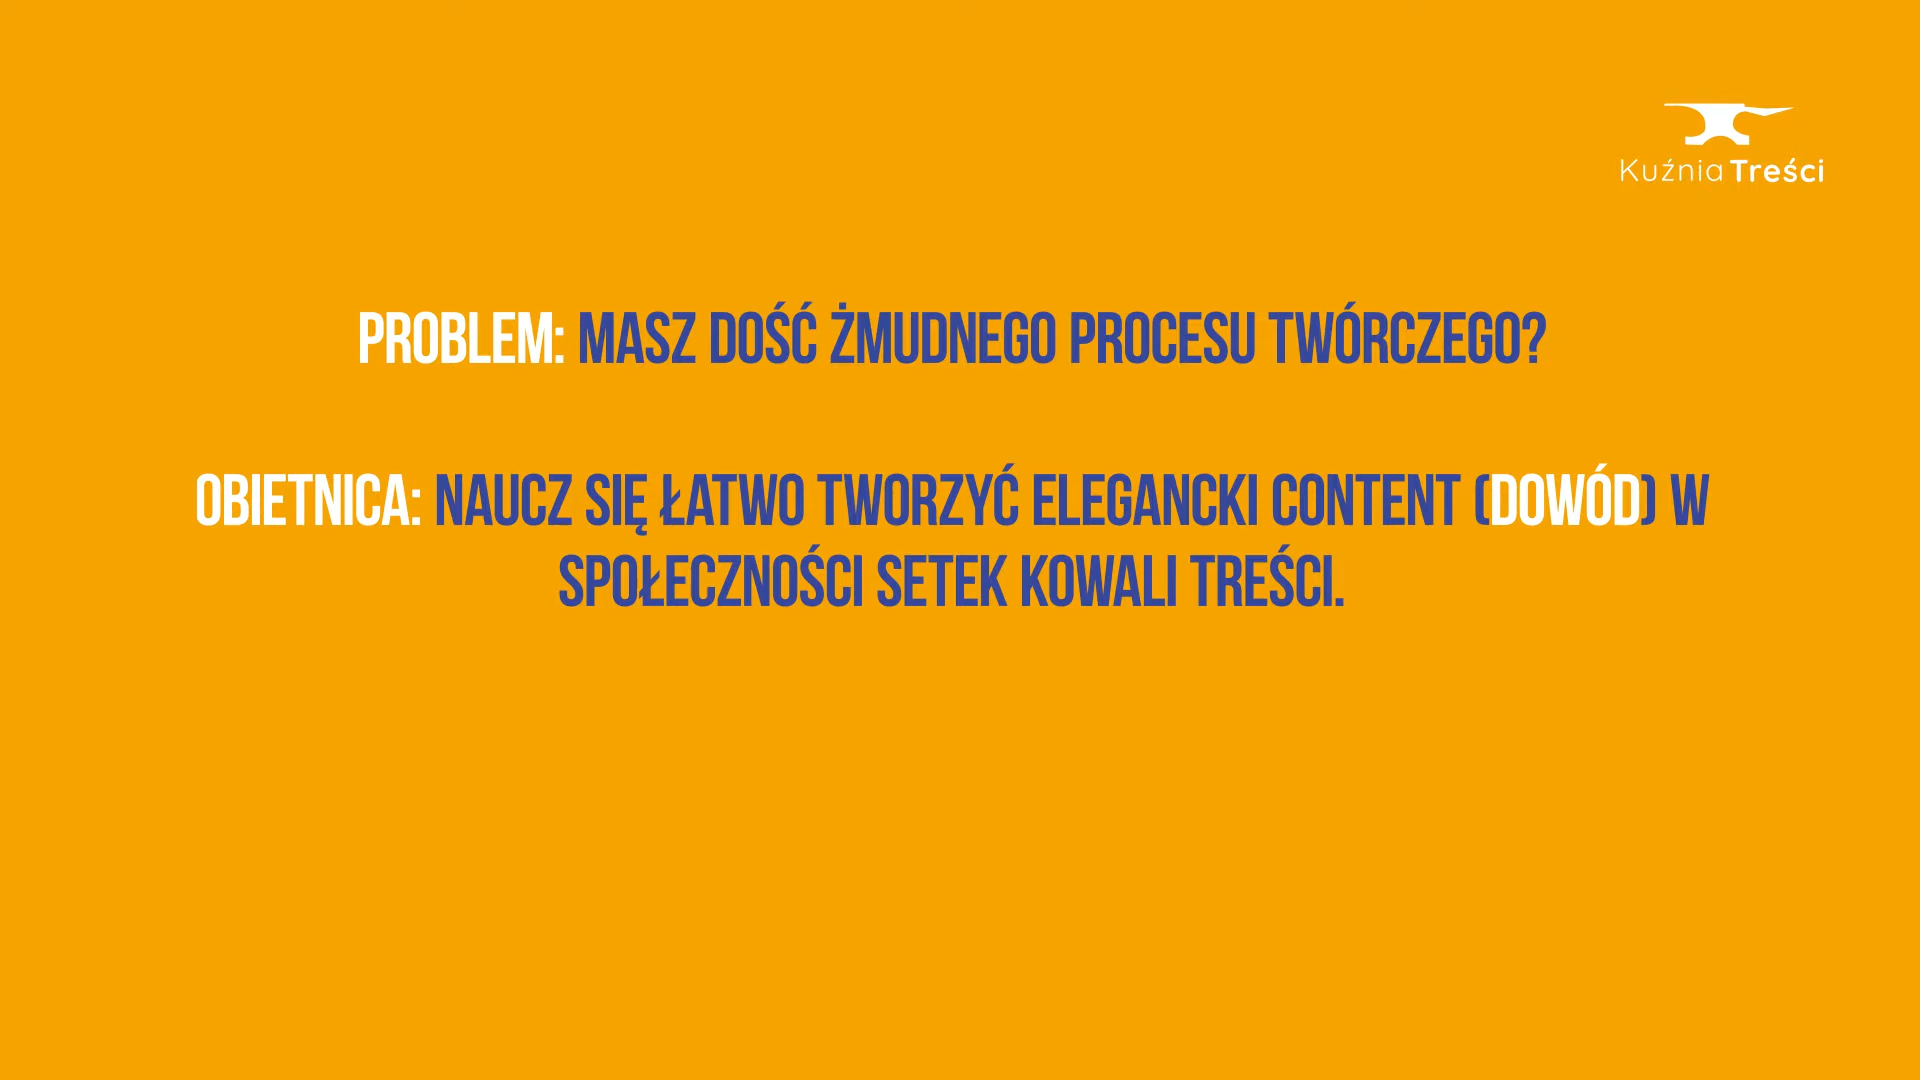 Kuźnia Treści
PROBLEM: MASZ DOŚĆ ŻMUDNEGO PROCESU TWÓRCZEGO?
OBIETNICA: NAUCZ SIĘ ŁATWO TWORZYĆ ELEGANCKI CONTENT (DOWÓD) W
SPOŁECZNOŚCI SETEK KOWALI TREŚCI.